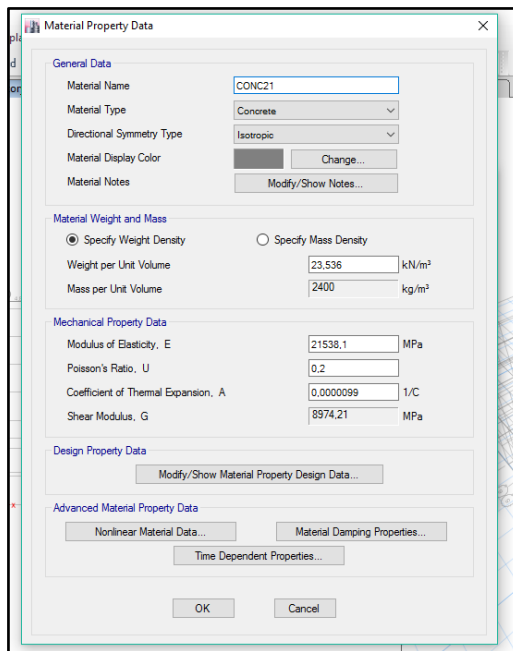 Material Property Data
General Data
Material Name CONC21
Material Type Concrete
Directional Symmetry Type Isotropic
Material Display Color Change...
Material Notes Modify/Show Notes...
Material Weight and Mass
Specify Weight Density Specify Mass Density
Weight per Unit Volume 23,536 kN/m³
Mass per Unit Volume 2400 kg/m³
Mechanical Property Data
Modulus of Elasticity, E 21538,1 MPa
Poisson's Ratio, U 0,2
Coefficient of Thermal Expansion, A 0,0000099 1/C
Shear Modulus, G 8974,21 MPa
Design Property Data
Modify/Show Material Property Design Data...
Advanced Material Property Data
Nonlinear Material Data... Material Damping Properties...
Time Dependent Properties...
OK Cancel